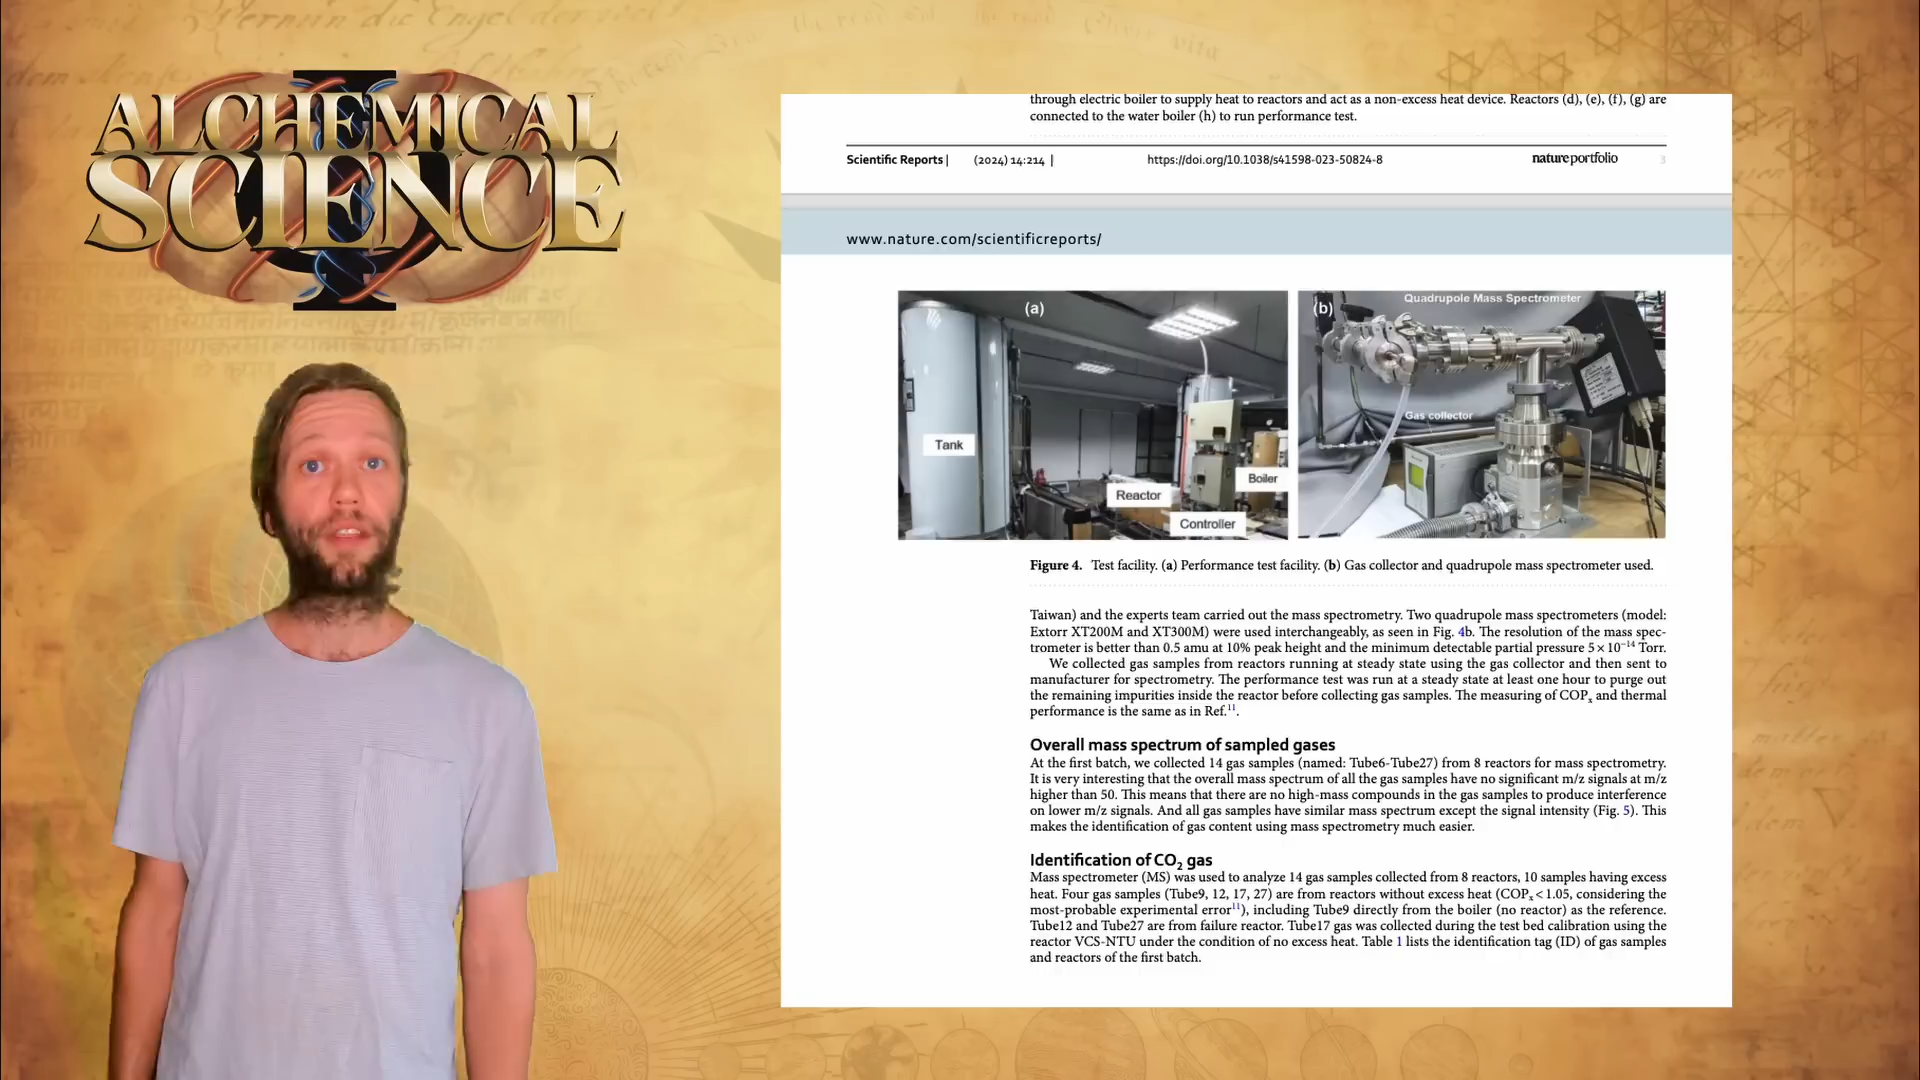 ALCHEMICAL
SCIENCE
through electric boiler to supply heat to reactors and act as a non-excess heat device. Reactors (d), (e), (f), (g) are
connected to the water boiler (h) to run performance test.
Scientific Reports | (2024) 14:214 | https://doi.org/10.1038/s41598-023-50824-8 natureportfolio 3
www.nature.com/scientificreports/
(a)
Tank
Reactor
Controller
Boiler
(b)
Quadrupole Mass Spectrometer
Gas collector
Figure 4. Test facility. (a) Performance test facility. (b) Gas collector and quadrupole mass spectrometer used.
Taiwan) and the experts team carried out the mass spectrometry. Two quadrupole mass spectrometers (model:
Extorr XT200M and XT300M) were used interchangeably, as seen in Fig. 4b. The resolution of the mass spec-
trometer is better than 0.5 amu at 10% peak height and the minimum detectable partial pressure 5 × 10⁻¹⁴ Torr.
We collected gas samples from reactors running at steady state using the gas collector and then sent to
manufacturer for spectrometry. The performance test was run at a steady state at least one hour to purge out
the remaining impurities inside the reactor before collecting gas samples. The measuring of COPₓ and thermal
performance is the same as in Ref.¹¹.
Overall mass spectrum of sampled gases
At the first batch, we collected 14 gas samples (named: Tube6-Tube27) from 8 reactors for mass spectrometry.
It is very interesting that the overall mass spectrum of all the gas samples have no significant m/z signals at m/z
higher than 50. This means that there are no high-mass compounds in the gas samples to produce interference
on lower m/z signals. And all gas samples have similar mass spectrum except the signal intensity (Fig. 5). This
makes the identification of gas content using mass spectrometry much easier.
Identification of CO₂ gas
Mass spectrometer (MS) was used to analyze 14 gas samples collected from 8 reactors, 10 samples having excess
heat. Four gas samples (Tube9, 12, 17, 27) are from reactors without excess heat (COPₓ < 1.05, considering the
most-probable experimental error¹¹), including Tube9 directly from the boiler (no reactor) as the reference.
Tube12 and Tube27 are from failure reactor. Tube17 gas was collected during the test bed calibration using the
reactor VCS-NTU under the condition of no excess heat. Table 1 lists the identification tag (ID) of gas samples
and reactors of the first batch.